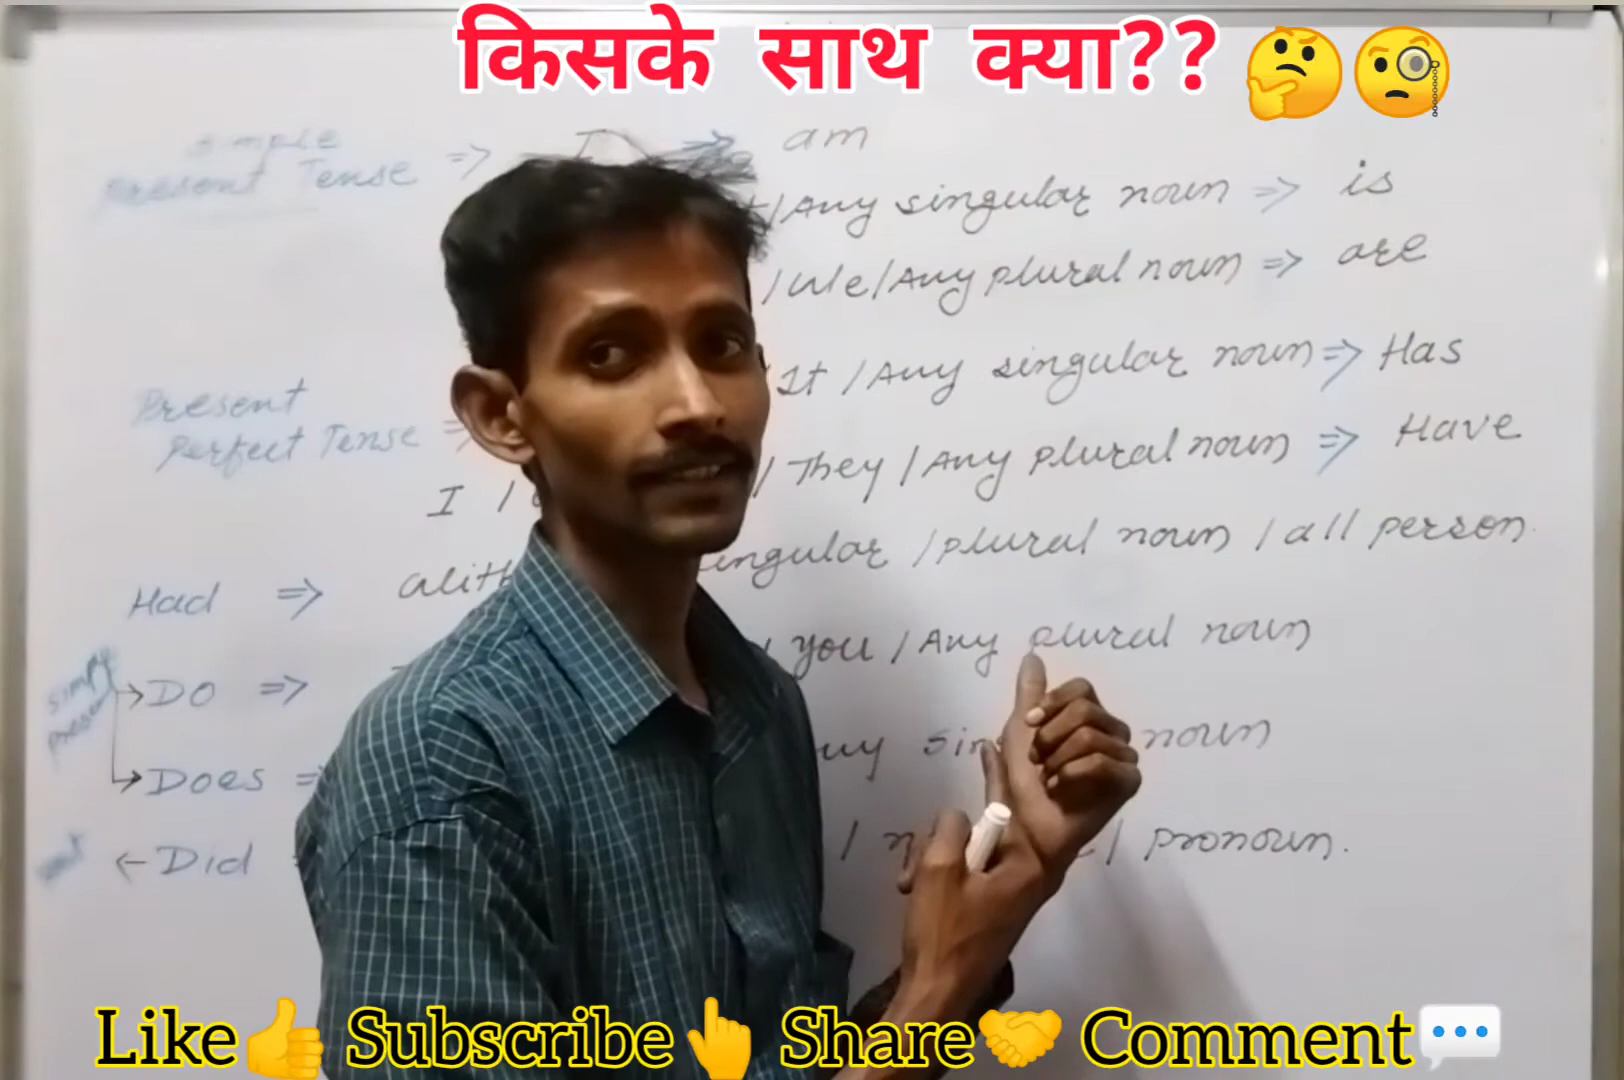 किसके साथ क्या??
simple
Present Tense => I => am
/Any singular noun => is
/We/Any plural noun => are
Present
Perfect Tense => It / Any singular noun => Has
I / / They / Any plural noun => Have
Had => singular / plural noun / all person.
simple
present
→ DO => / you / Any plural noun
→ Does => noun
← Did / pronoun.
Like Subscribe Share Comment